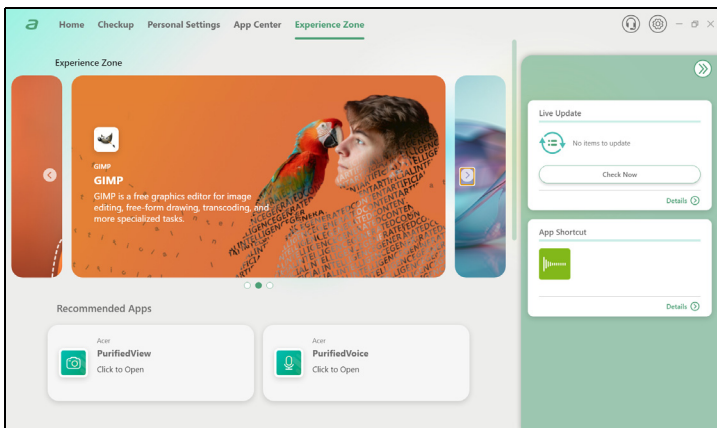 a Home Checkup Personal Settings App Center Experience Zone
Experience Zone
GIMP
GIMP
GIMP is a free graphics editor for image
editing, free-form drawing, transcoding, and
more specialized tasks.
Recommended Apps
Acer
PurifiedView
Click to Open
Acer
PurifiedVoice
Click to Open
Live Update
No items to update
Check Now
Details
App Shortcut
Details